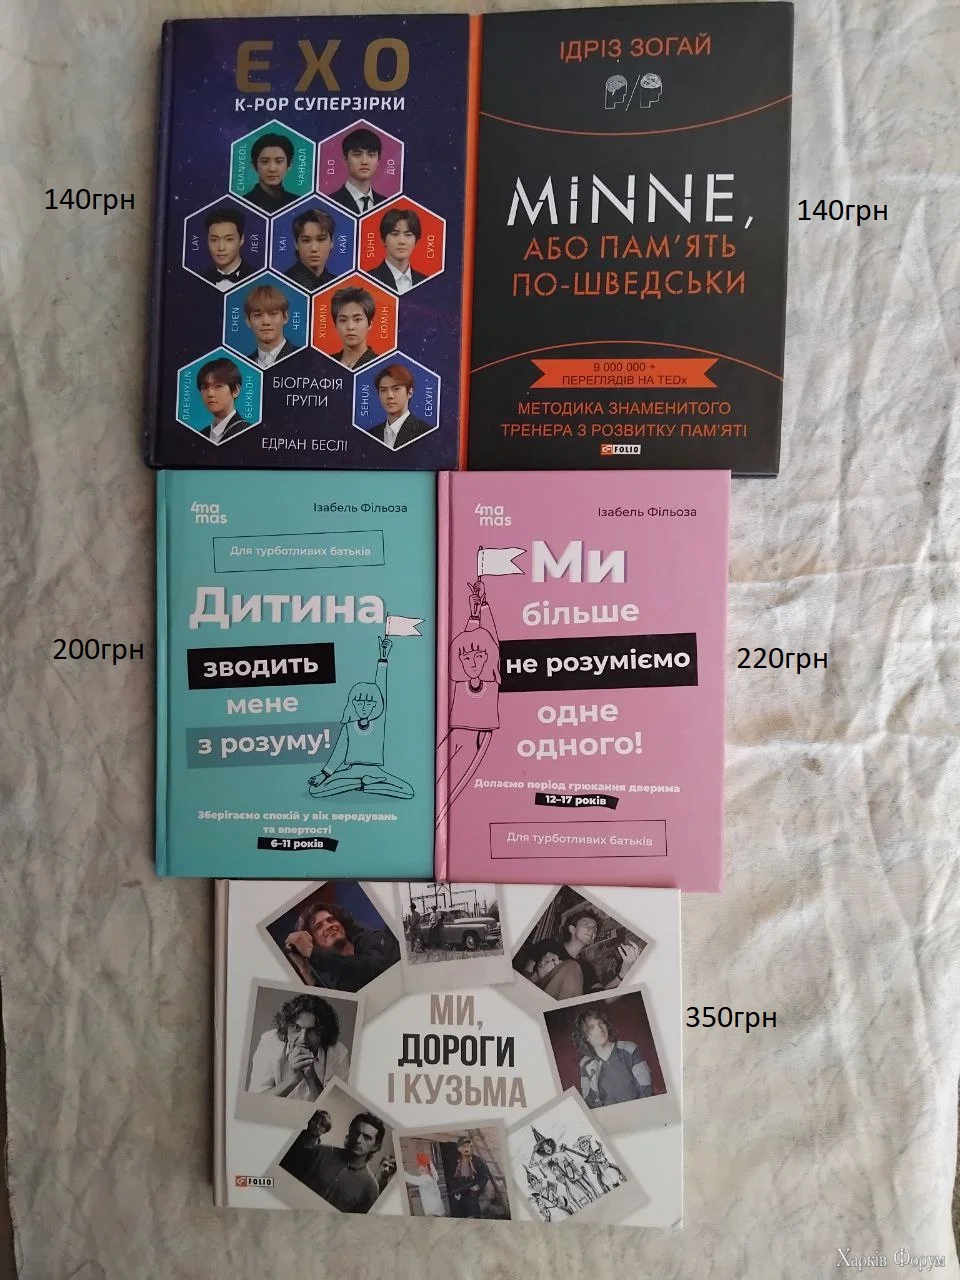 EXO
K-POP СУПЕРЗІРКИ
CHANYEOL
ЧАНЬОЛ
D.O
ДІО
LAY
ЛЕЙ
KAI
КАЙ
SUHO
СУХО
CHEN
ЧЕН
XIUMIN
СЮМІН
BAEKHYUN
БЕКХЬОН
SEHUN
СЕХУН
БІОГРАФІЯ
ГРУПИ
ЕДРІАН БЕСЛІ
140грн
ІДРІЗ ЗОГАЙ
MiNNE,
АБО ПАМ'ЯТЬ
ПО-ШВЕДСЬКИ
9 000 000 +
ПЕРЕГЛЯДІВ НА TEDx
МЕТОДИКА ЗНАМЕНИТОГО
ТРЕНЕРА З РОЗВИТКУ ПАМ'ЯТІ
FOLIO
140грн
4ma
mas
Ізабель Фільоза
Для турботливих батьків
Дитина
зводить
мене
з розуму!
Зберігаємо спокій у вік вередувань
та впертості
6–11 років
200грн
4ma
mas
Ізабель Фільоза
Ми
більше
не розуміємо
одне
одного!
Долаємо період грюкання дверима
12–17 років
Для турботливих батьків
220грн
МИ,
ДОРОГИ
І КУЗЬМА
FOLIO
350грн
Харків Форум